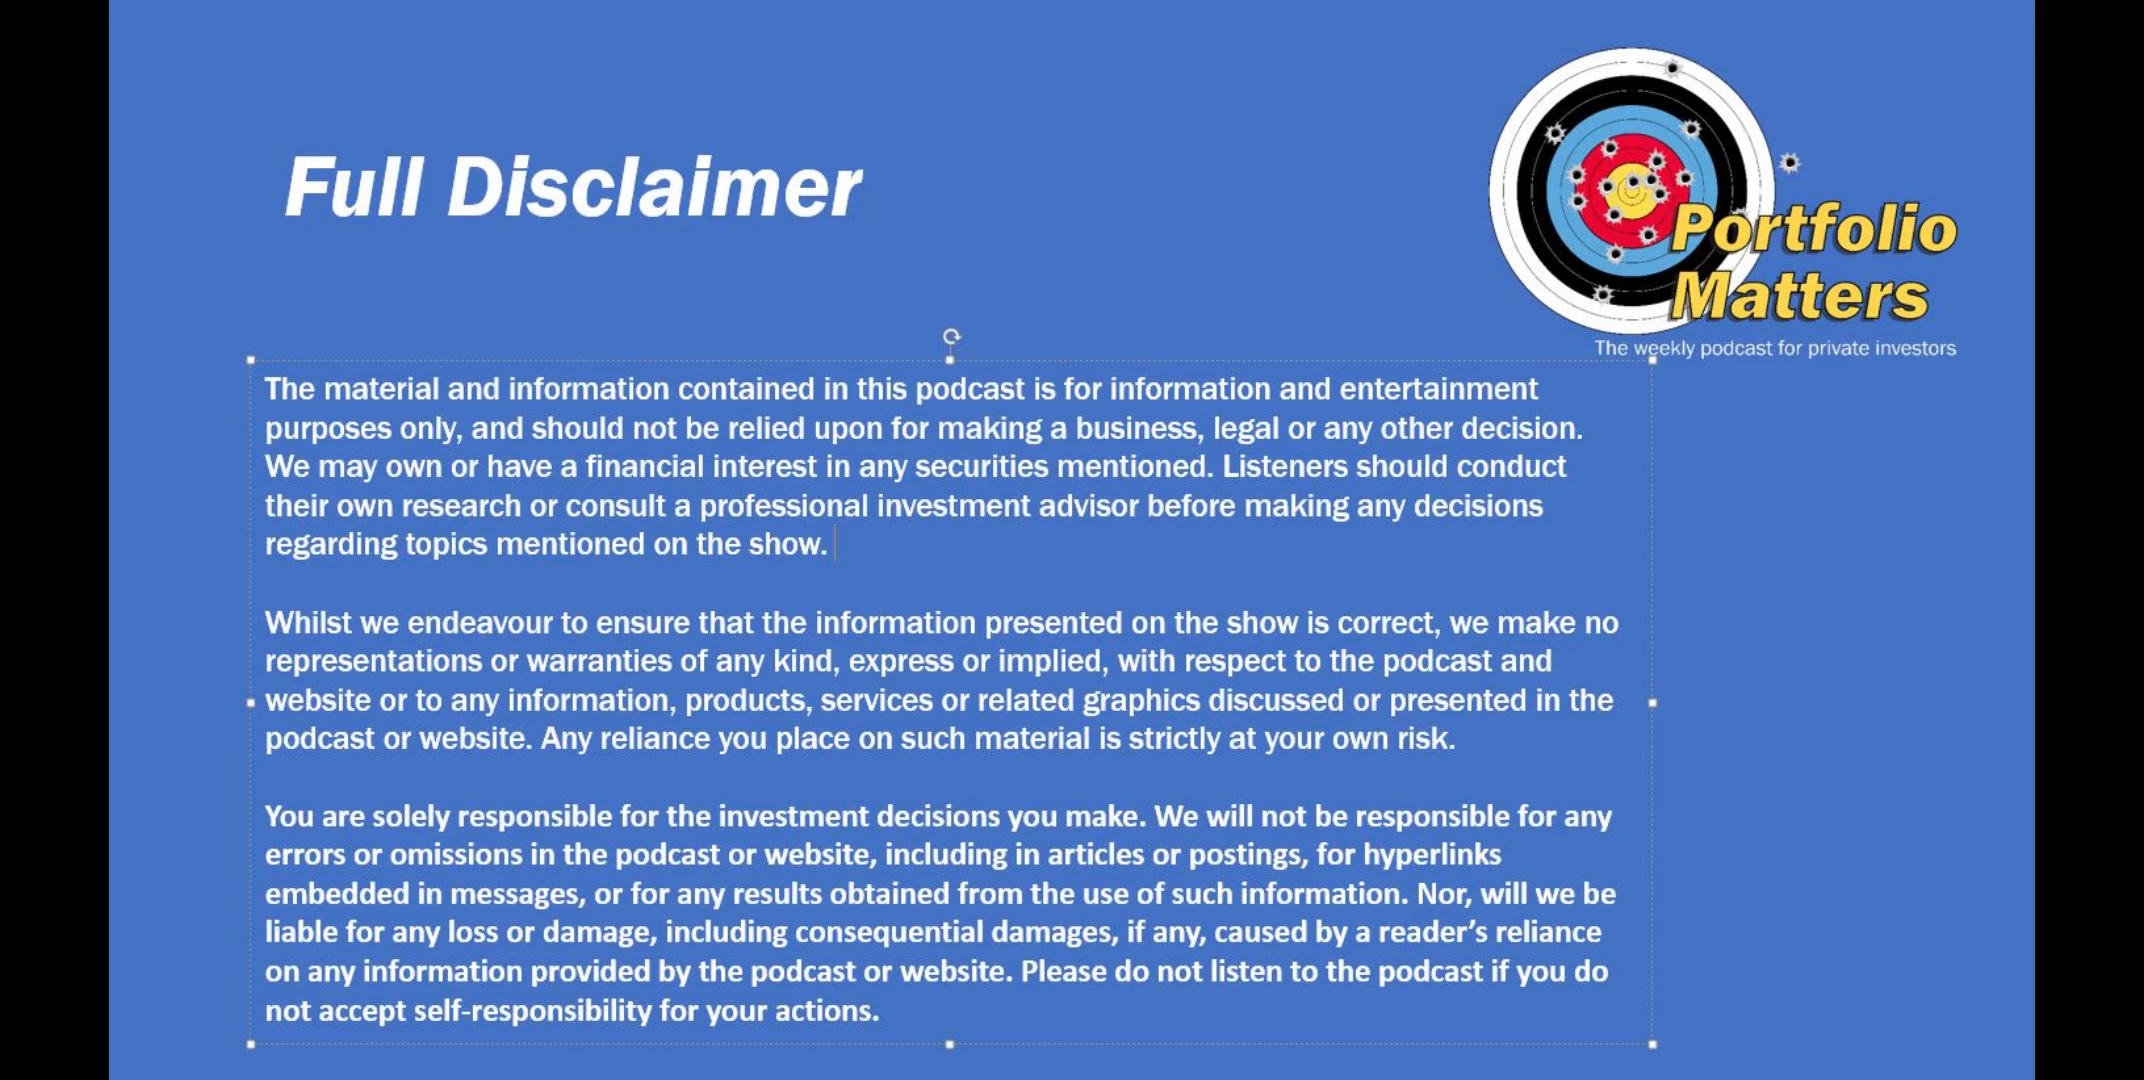 Full Disclaimer
Portfolio
Matters
The weekly podcast for private investors
The material and information contained in this podcast is for information and entertainment
purposes only, and should not be relied upon for making a business, legal or any other decision.
We may own or have a financial interest in any securities mentioned. Listeners should conduct
their own research or consult a professional investment advisor before making any decisions
regarding topics mentioned on the show.
Whilst we endeavour to ensure that the information presented on the show is correct, we make no
representations or warranties of any kind, express or implied, with respect to the podcast and
website or to any information, products, services or related graphics discussed or presented in the
podcast or website. Any reliance you place on such material is strictly at your own risk.
You are solely responsible for the investment decisions you make. We will not be responsible for any
errors or omissions in the podcast or website, including in articles or postings, for hyperlinks
embedded in messages, or for any results obtained from the use of such information. Nor, will we be
liable for any loss or damage, including consequential damages, if any, caused by a reader’s reliance
on any information provided by the podcast or website. Please do not listen to the podcast if you do
not accept self-responsibility for your actions.